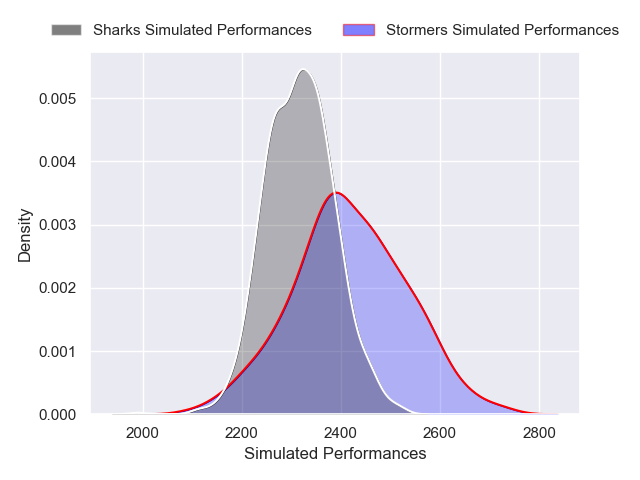 Sharks Simulated Performances
Stormers Simulated Performances
0.005
0.004
0.003
0.002
0.001
0.000
Density
2000
2200
2400
2600
2800
Simulated Performances